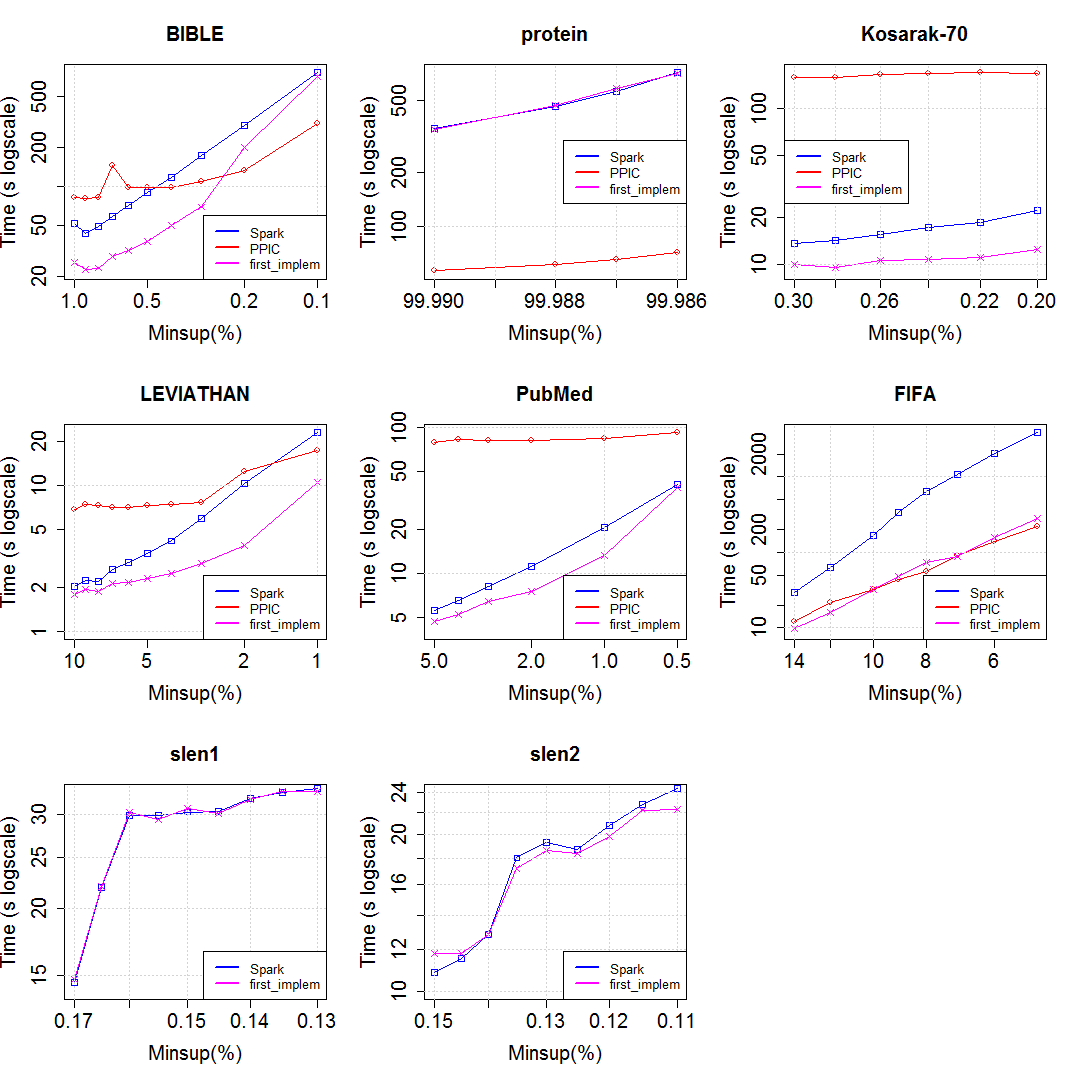 BIBLE
Time (s logscale)
500
200
50
20
Spark
PPIC
first_implem
1.0 0.5 0.2 0.1
Minsup(%)
protein
Time (s logscale)
500
200
100
Spark
PPIC
first_implem
99.990 99.988 99.986
Minsup(%)
Kosarak-70
Time (s logscale)
100
50
20
10
Spark
PPIC
first_implem
0.30 0.26 0.22 0.20
Minsup(%)
LEVIATHAN
Time (s logscale)
20
10
5
2
1
Spark
PPIC
first_implem
10 5 2 1
Minsup(%)
PubMed
Time (s logscale)
100
50
20
10
5
Spark
PPIC
first_implem
5.0 2.0 1.0 0.5
Minsup(%)
FIFA
Time (s logscale)
2000
200
50
10
Spark
PPIC
first_implem
14 10 8 6
Minsup(%)
slen1
Time (s logscale)
30
25
20
15
Spark
first_implem
0.17 0.15 0.14 0.13
Minsup(%)
slen2
Time (s logscale)
24
20
16
12
10
Spark
first_implem
0.15 0.13 0.12 0.11
Minsup(%)